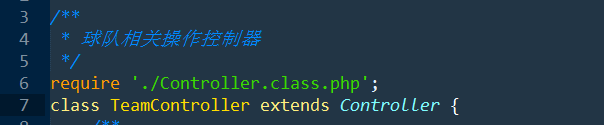 3 /**
4 * 球队相关操作控制器
5 */
6 require './Controller.class.php';
7 class TeamController extends Controller {
/**